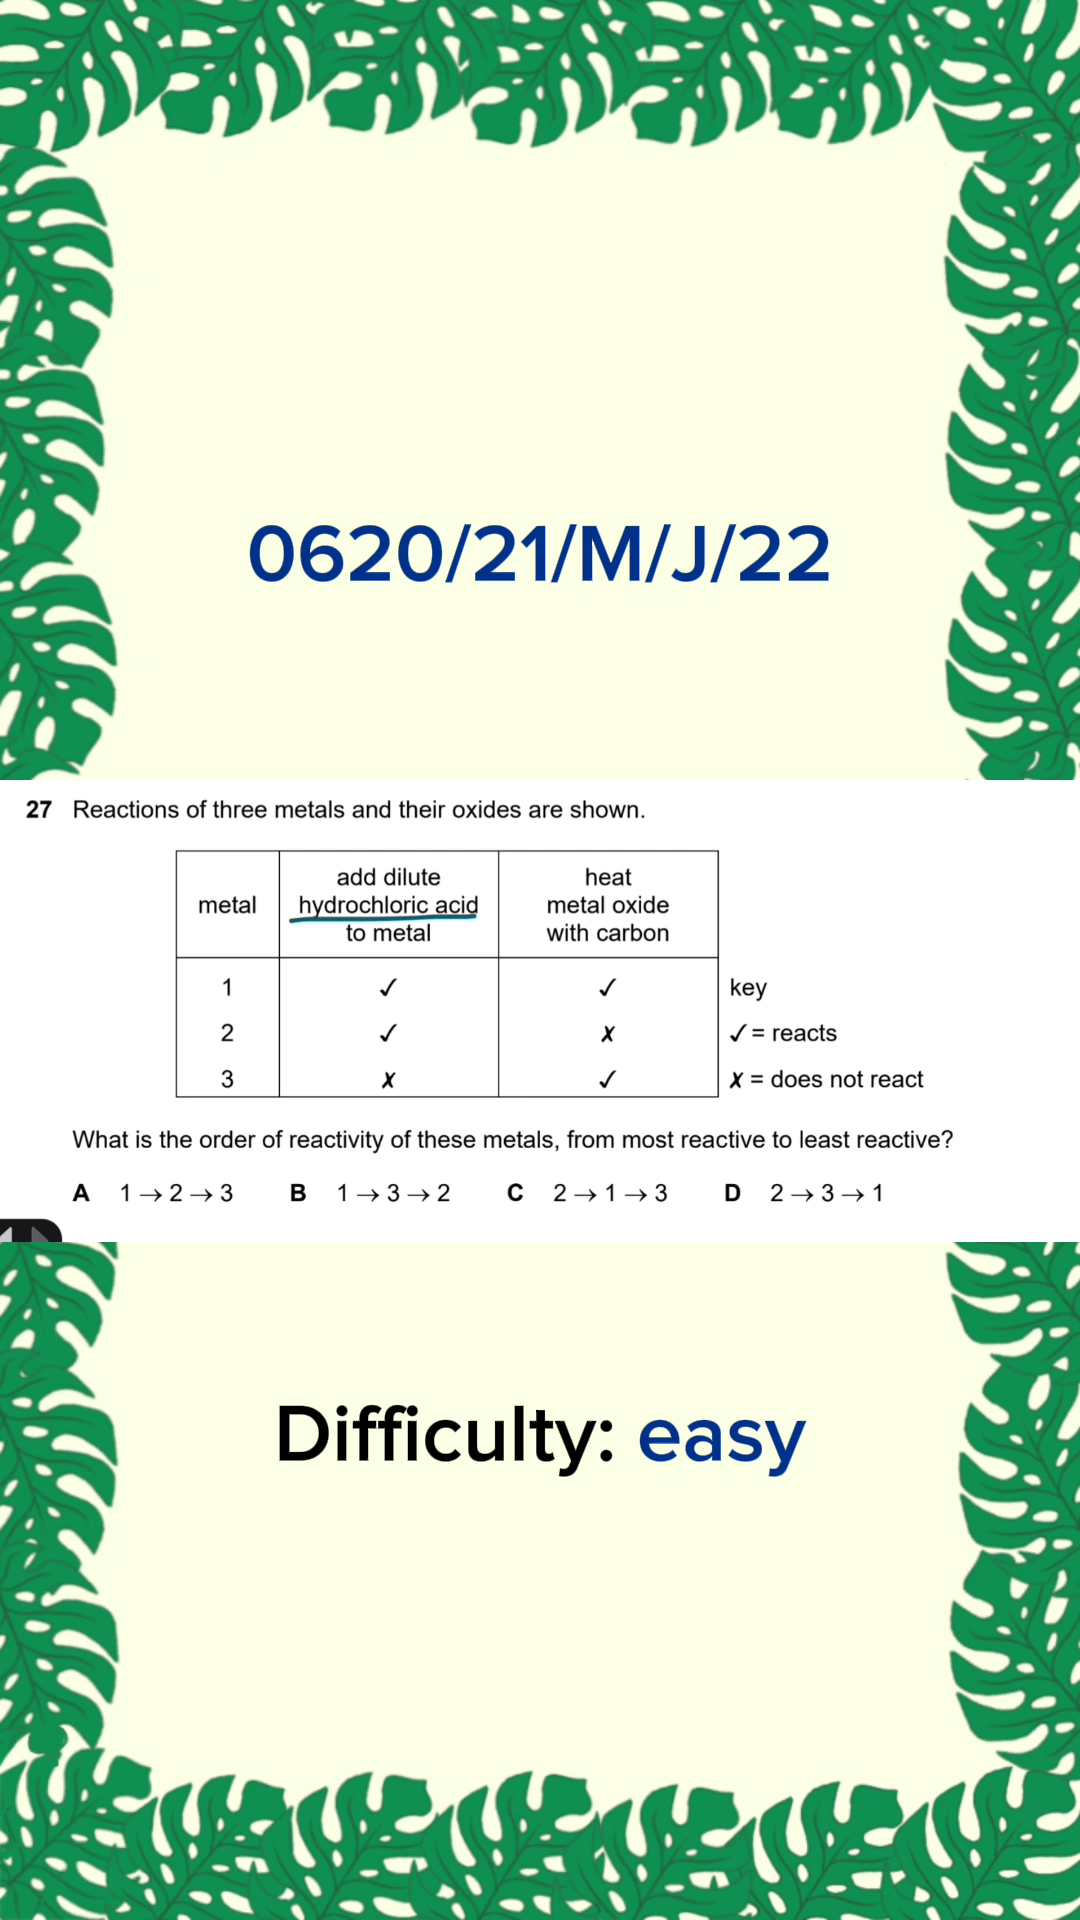 0620/21/M/J/22
27 Reactions of three metals and their oxides are shown.
metal
add dilute
hydrochloric acid
to metal
heat
metal oxide
with carbon
1 ✓ ✓
2 ✓ ✗
3 ✗ ✓
key
✓ = reacts
✗ = does not react
What is the order of reactivity of these metals, from most reactive to least reactive?
A 1 → 2 → 3 B 1 → 3 → 2 C 2 → 1 → 3 D 2 → 3 → 1
Difficulty: easy